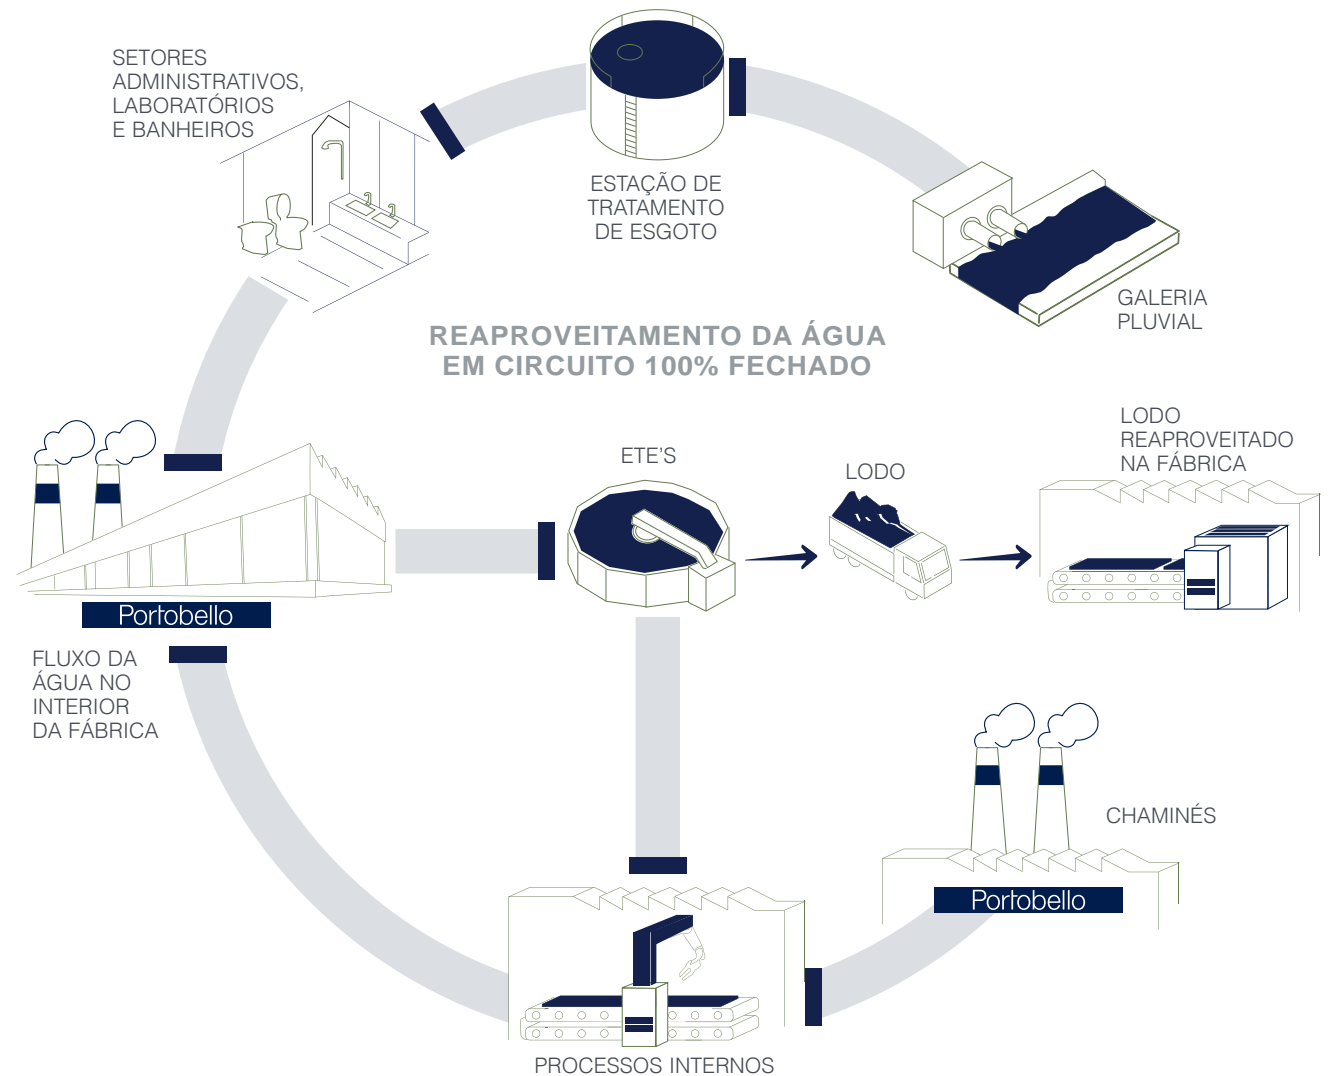 SETORES
ADMINISTRATIVOS,
LABORATÓRIOS
E BANHEIROS
ESTAÇÃO DE
TRATAMENTO
DE ESGOTO
GALERIA
PLUVIAL
REAPROVEITAMENTO DA ÁGUA
EM CIRCUITO 100% FECHADO
ETE'S
LODO
LODO
REAPROVEITADO
NA FÁBRICA
Portobello
FLUXO DA
ÁGUA NO
INTERIOR
DA FÁBRICA
CHAMINÉS
Portobello
PROCESSOS INTERNOS